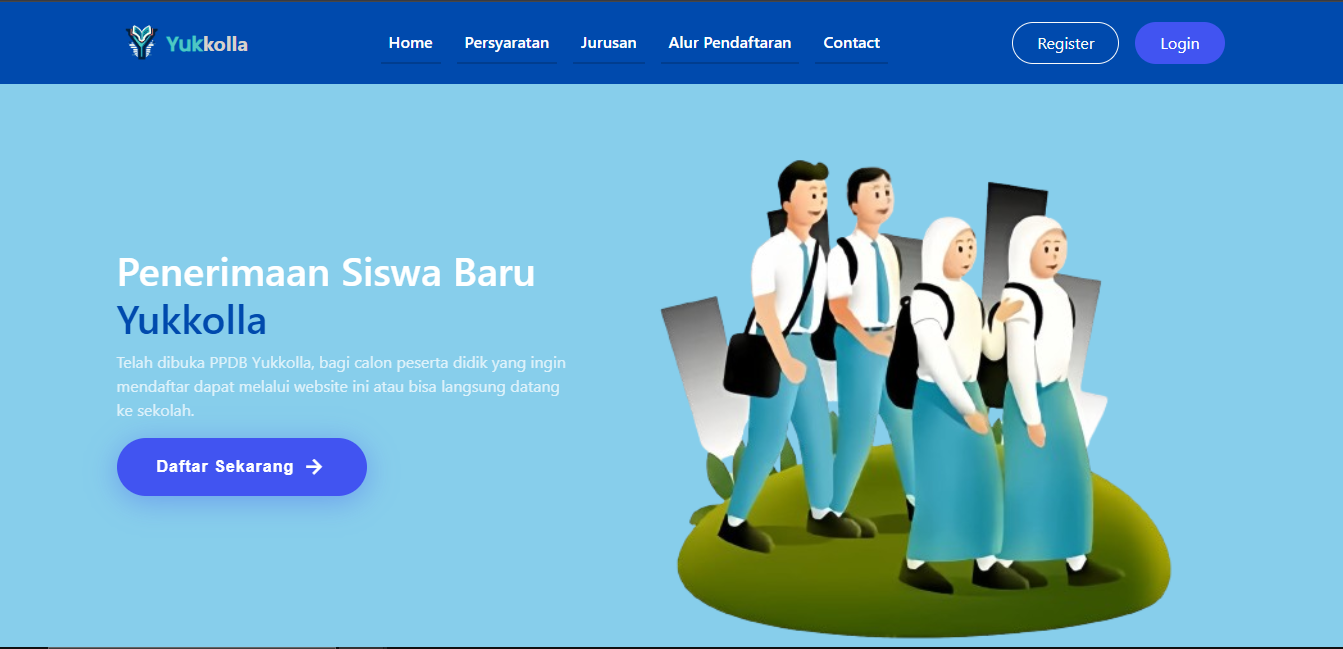 Yukkolla
Home
Persyaratan
Jurusan
Alur Pendaftaran
Contact
Register
Login
Penerimaan Siswa Baru
Yukkolla
Telah dibuka PPDB Yukkolla, bagi calon peserta didik yang ingin
mendaftar dapat melalui website ini atau bisa langsung datang
ke sekolah.
Daftar Sekarang